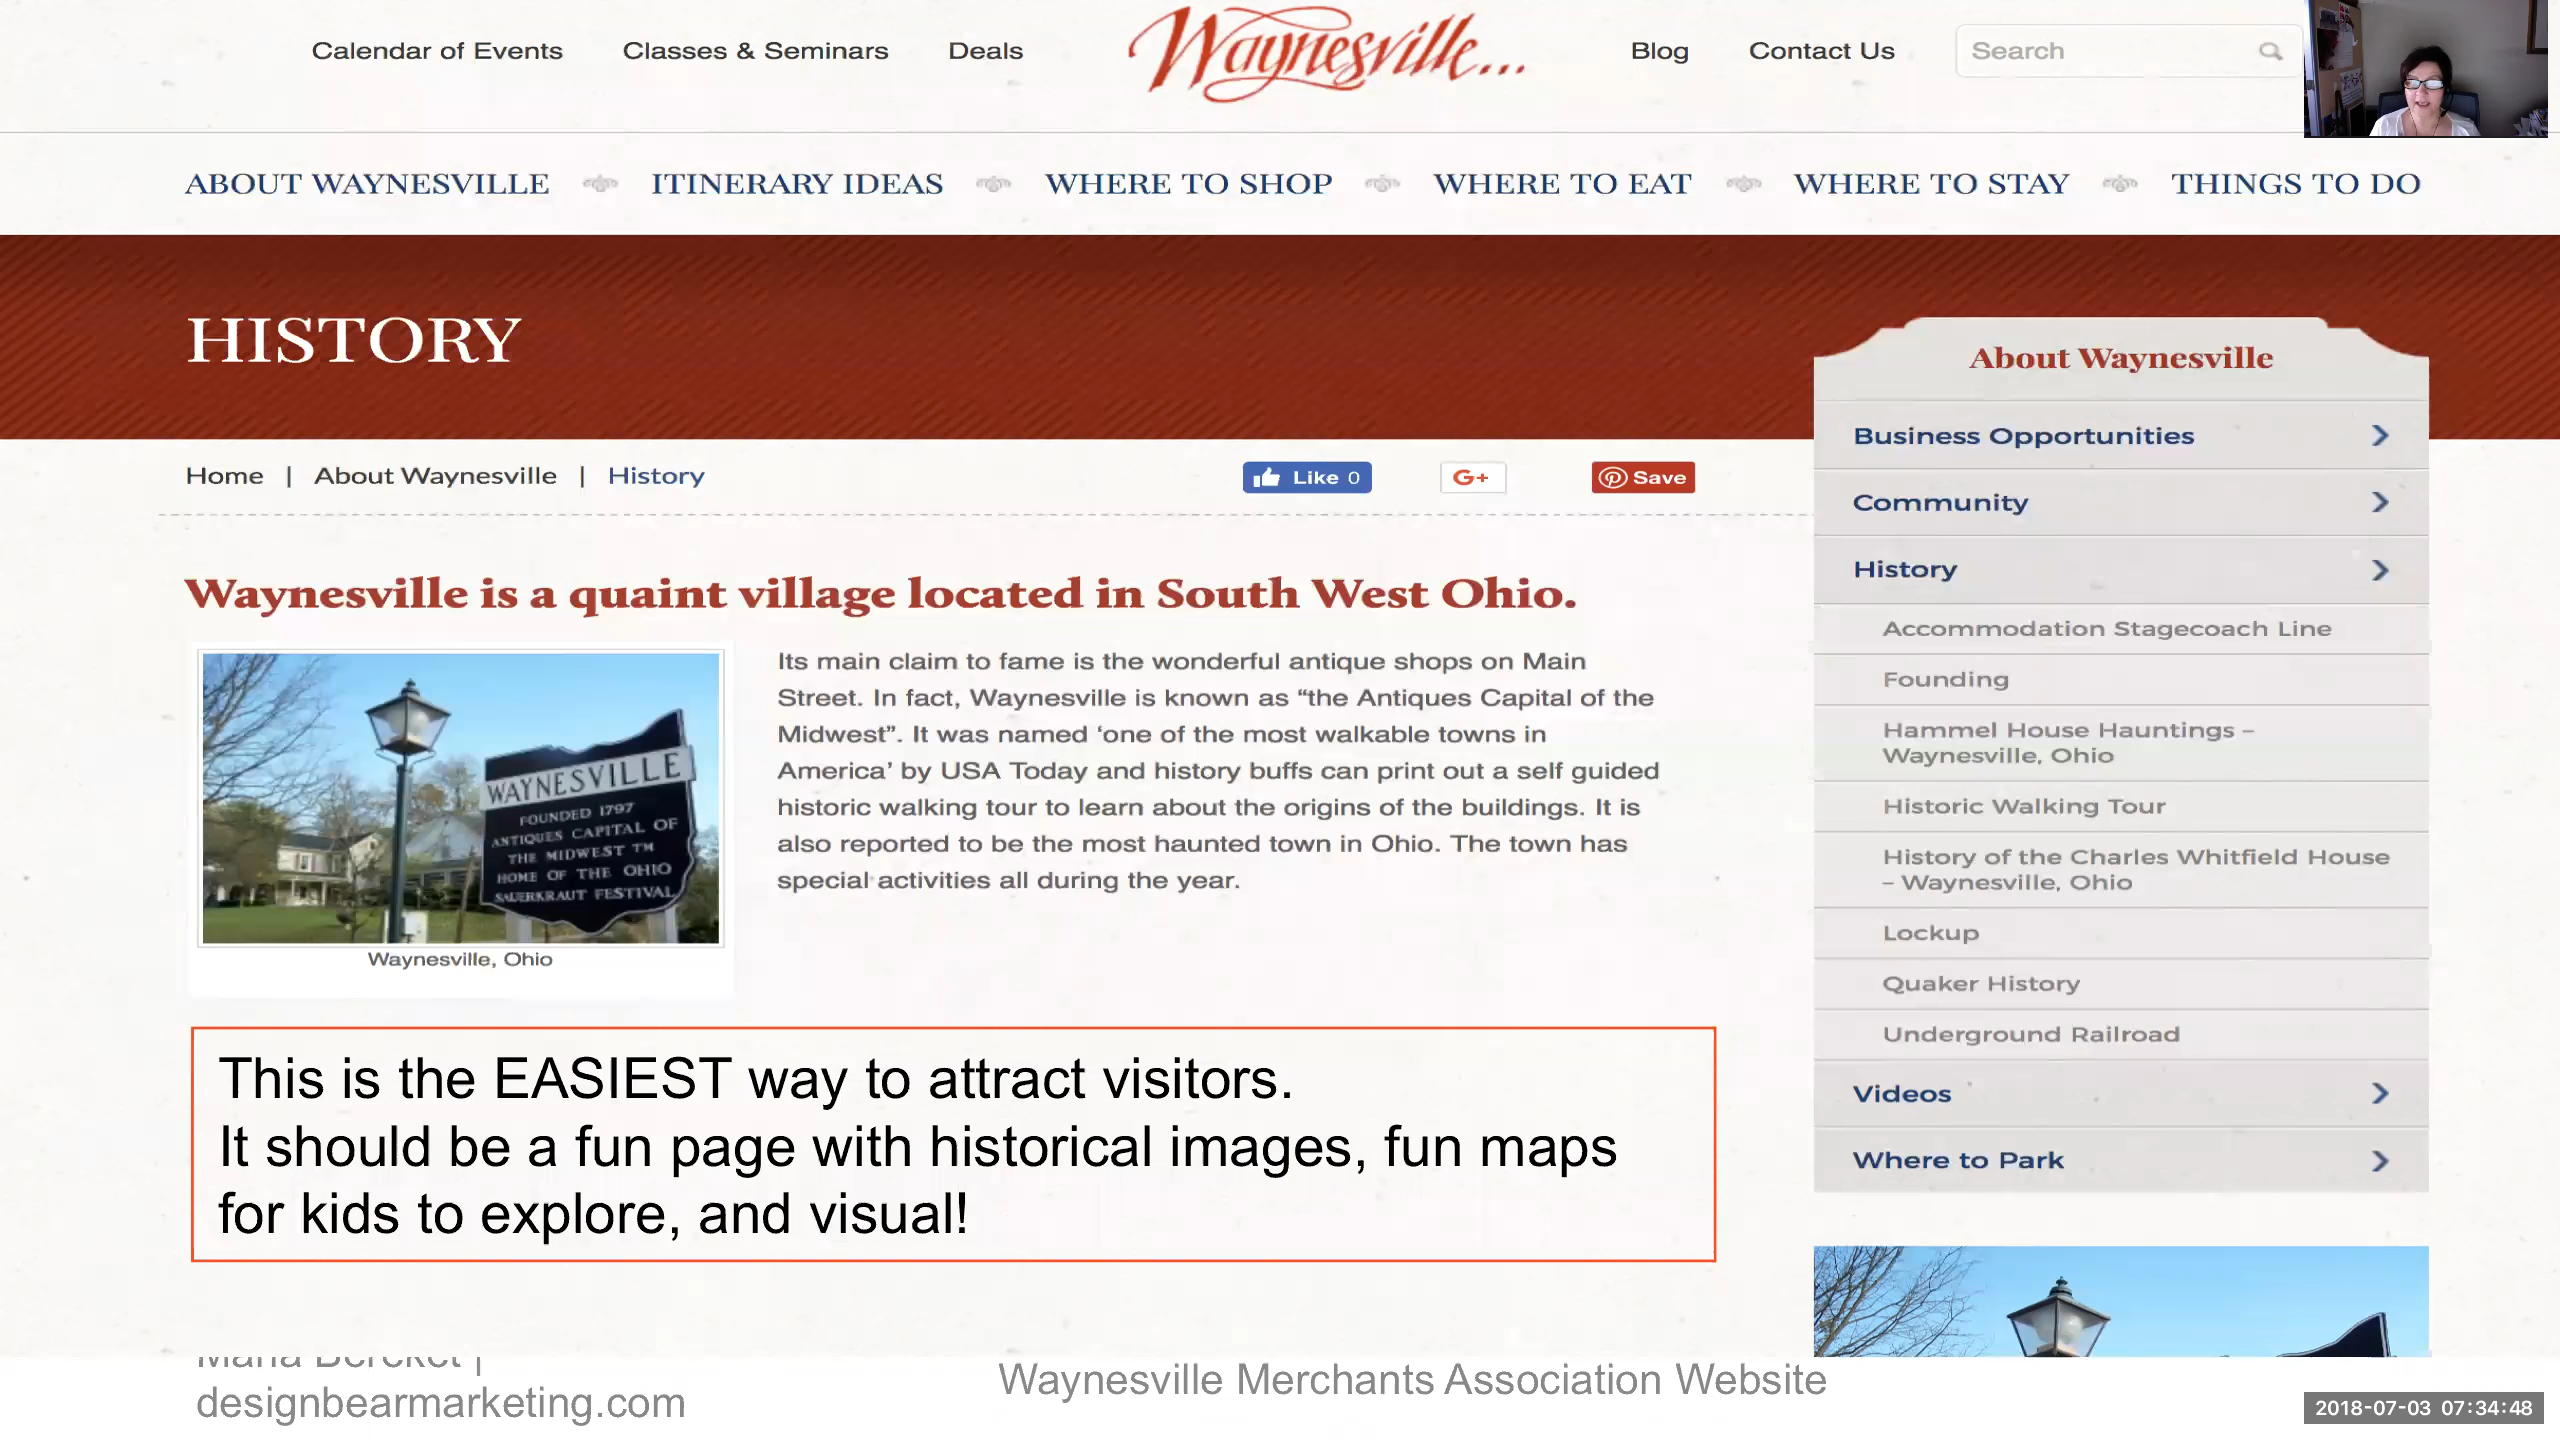 Calendar of Events
Classes & Seminars
Deals
Waynesville...
Blog
Contact Us
Search
ABOUT WAYNESVILLE
ITINERARY IDEAS
WHERE TO SHOP
WHERE TO EAT
WHERE TO STAY
THINGS TO DO
HISTORY
Home | About Waynesville | History
Like 0
G+
Save
Waynesville is a quaint village located in South West Ohio.
WAYNESVILLE
FOUNDED 1797
ANTIQUES CAPITAL OF
THE MIDWEST TM
HOME OF THE OHIO
SAUERKRAUT FESTIVAL
Waynesville, Ohio
Its main claim to fame is the wonderful antique shops on Main
Street. In fact, Waynesville is known as “the Antiques Capital of the
Midwest”. It was named ‘one of the most walkable towns in
America’ by USA Today and history buffs can print out a self guided
historic walking tour to learn about the origins of the buildings. It is
also reported to be the most haunted town in Ohio. The town has
special activities all during the year.
This is the EASIEST way to attract visitors.
It should be a fun page with historical images, fun maps
for kids to explore, and visual!
About Waynesville
Business Opportunities
Community
History
Accommodation Stagecoach Line
Founding
Hammel House Hauntings –
Waynesville, Ohio
Historic Walking Tour
History of the Charles Whitfield House
– Waynesville, Ohio
Lockup
Quaker History
Underground Railroad
Videos
Where to Park
Maria Bereket |
designbearmarketing.com
Waynesville Merchants Association Website
2018-07-03 07:34:48